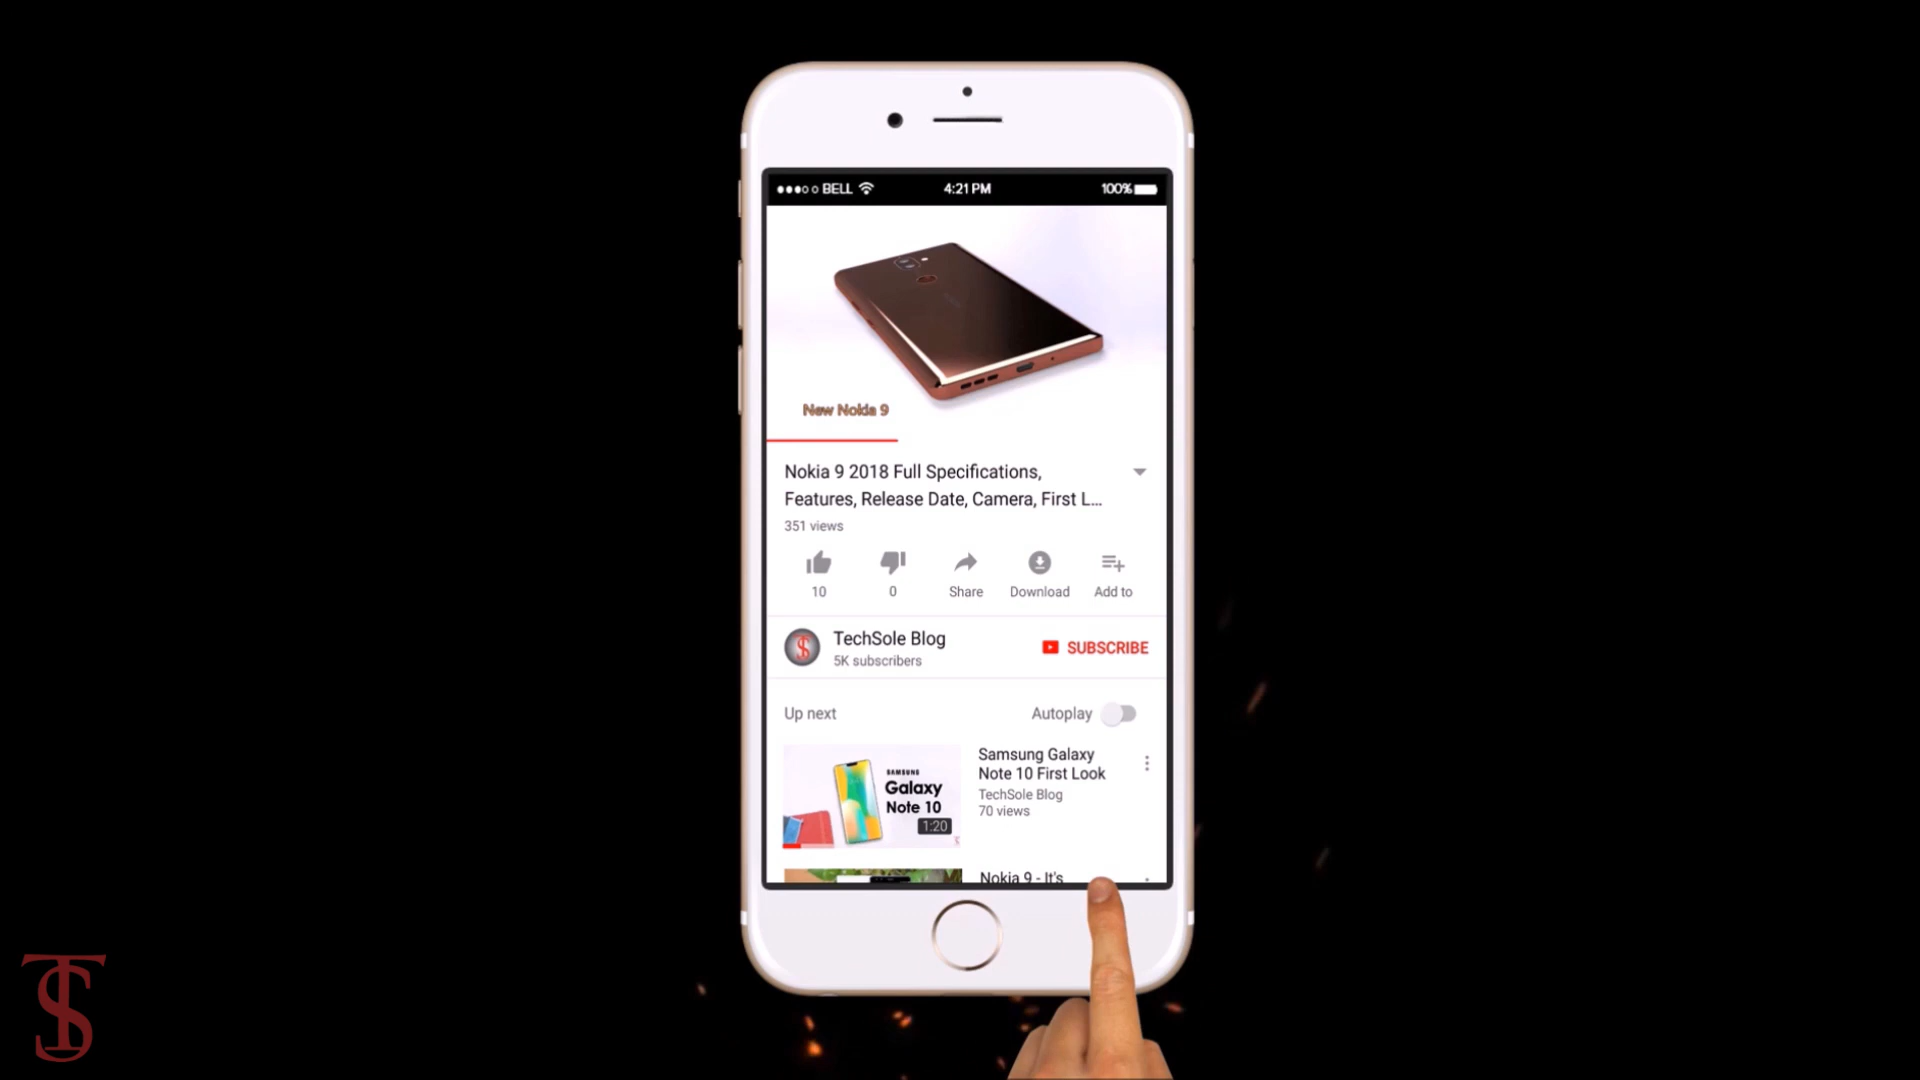 BELL
4:21 PM
100%
New Nokia 9
Nokia 9 2018 Full Specifications,
Features, Release Date, Camera, First L...
351 views
10
0
Share
Download
Add to
TechSole Blog
5K subscribers
SUBSCRIBE
Up next
Autoplay
SAMSUNG
Galaxy
Note 10
1:20
Samsung Galaxy
Note 10 First Look
TechSole Blog
70 views
Nokia 9 - It's
TS